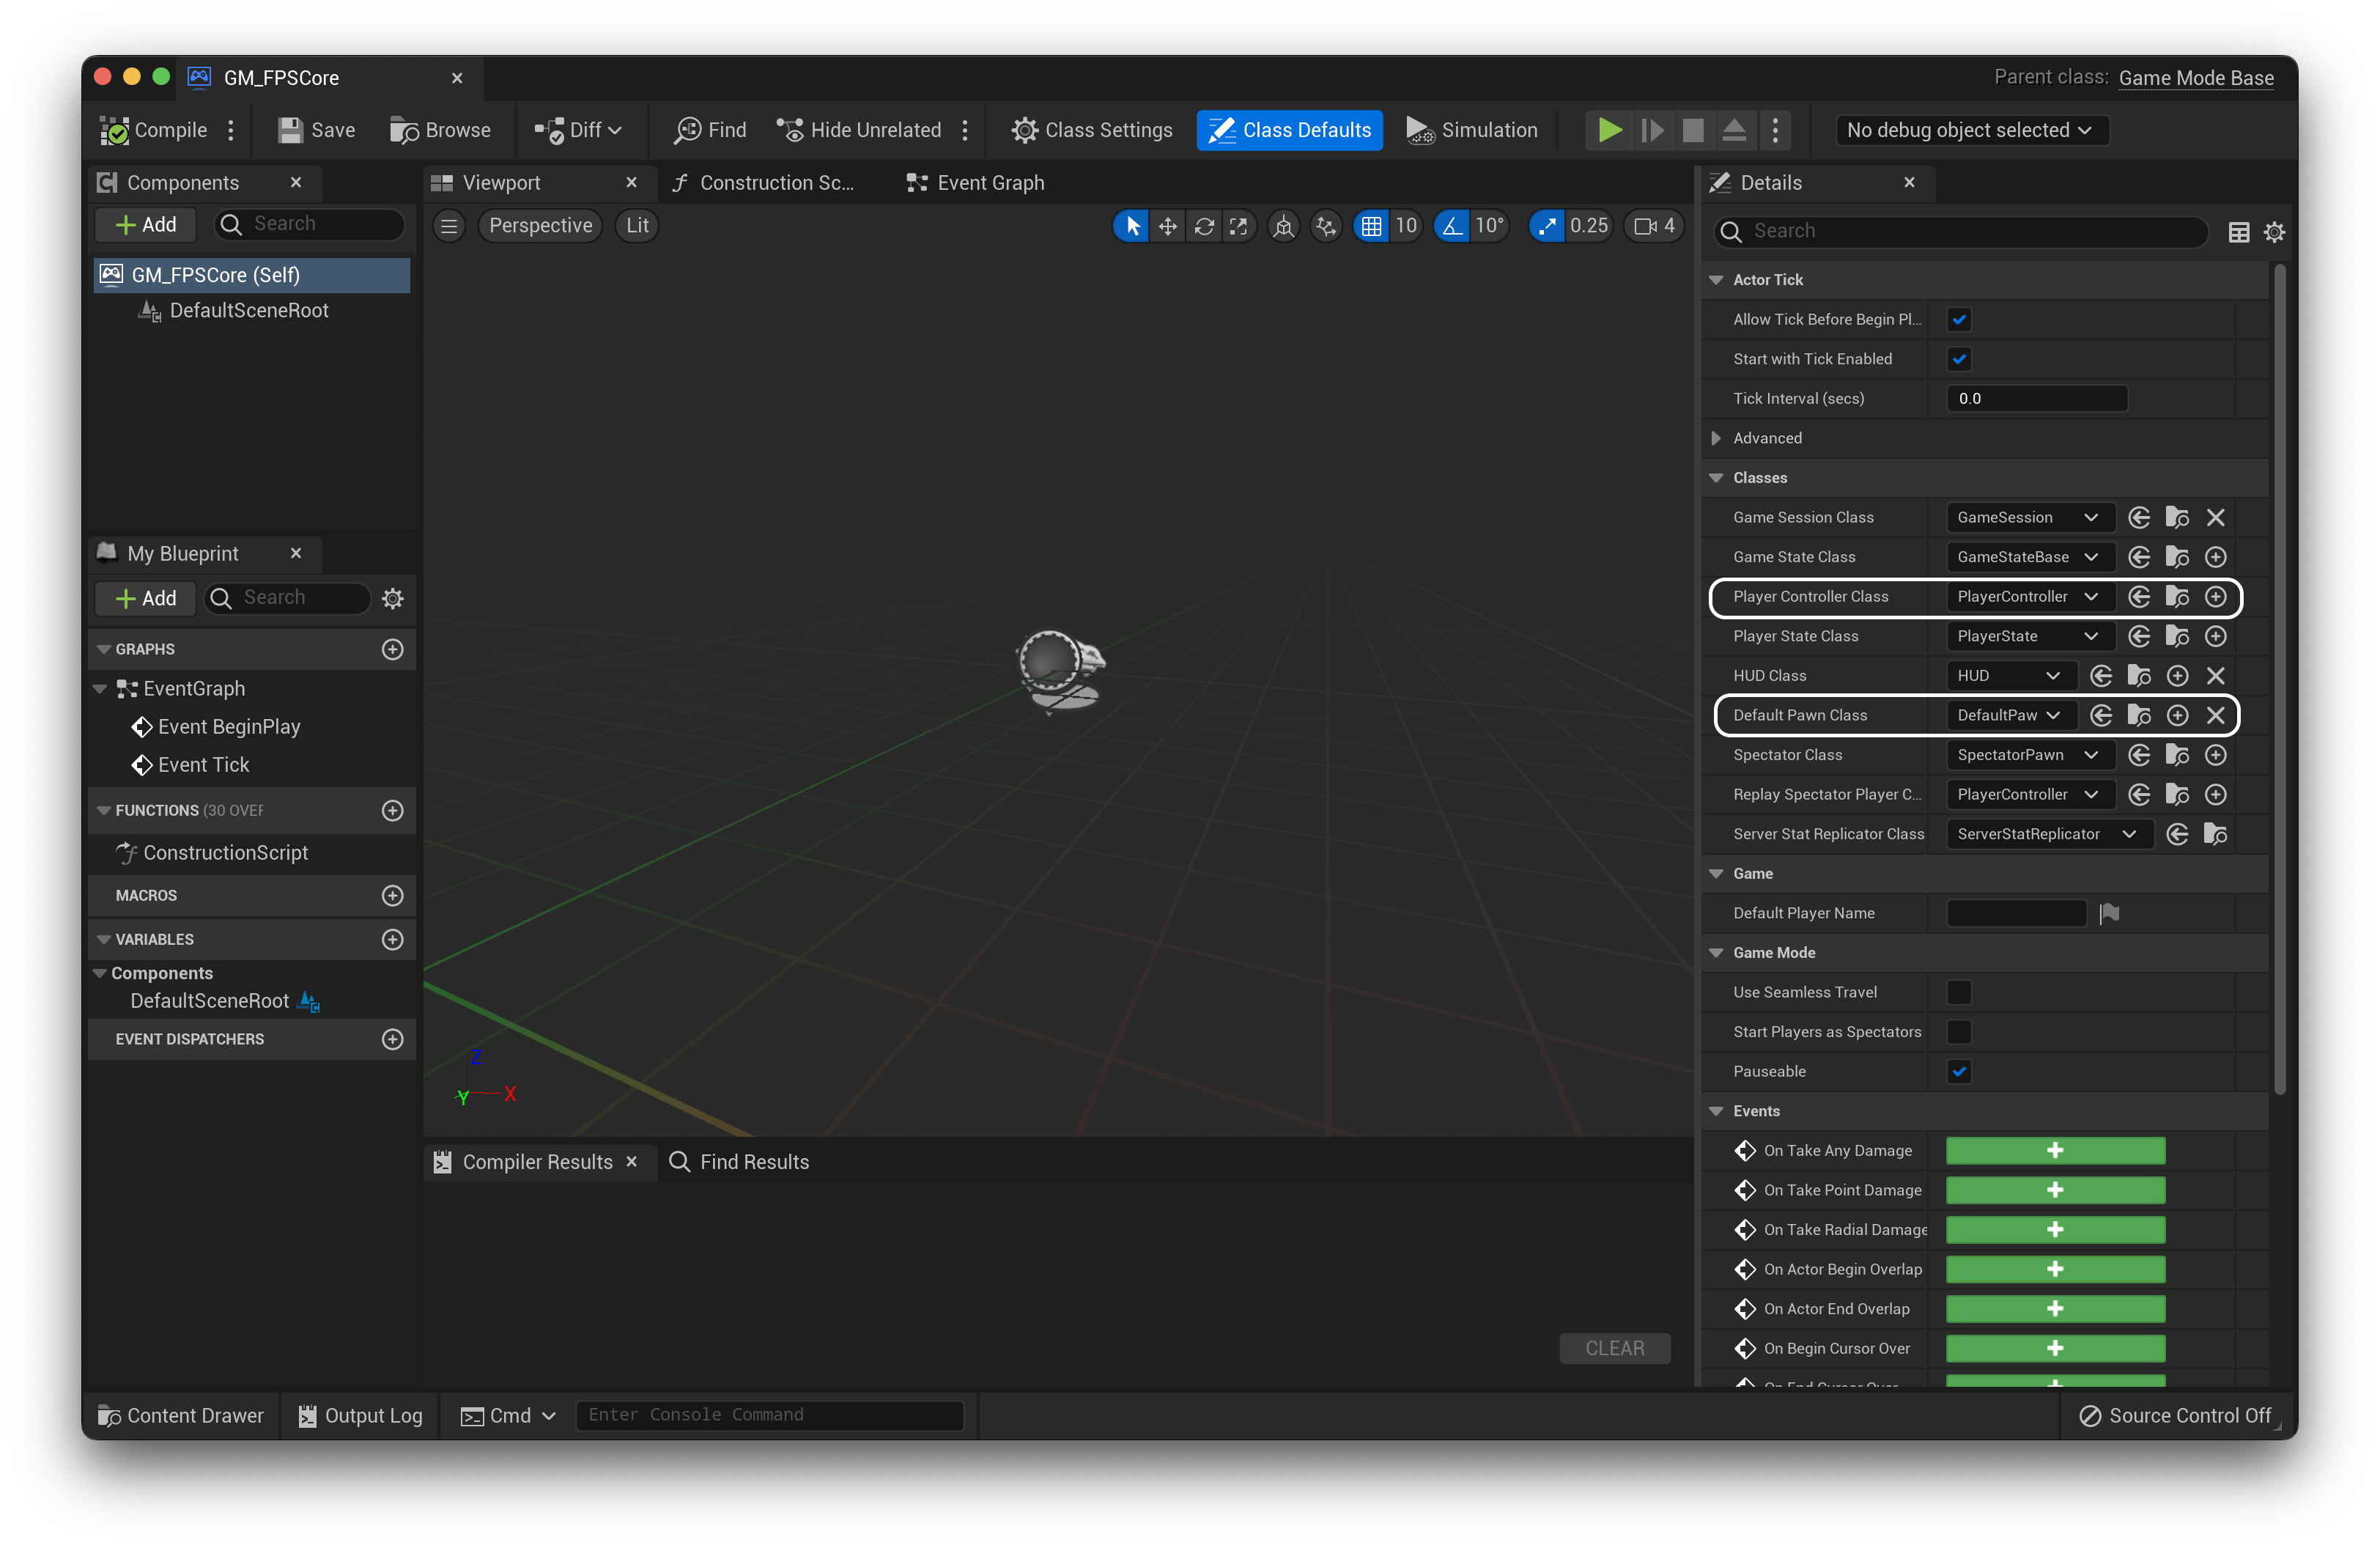 GM_FPSCore
Parent class: Game Mode Base
Compile
Save
Browse
Diff
Find
Hide Unrelated
Class Settings
Class Defaults
Simulation
No debug object selected
Components
Add
Search
GM_FPSCore (Self)
DefaultSceneRoot
My Blueprint
Add
Search
GRAPHS
EventGraph
Event BeginPlay
Event Tick
FUNCTIONS (30 OVER
ConstructionScript
MACROS
VARIABLES
Components
DefaultSceneRoot
EVENT DISPATCHERS
Viewport
Construction Sc...
Event Graph
Perspective
Lit
10
10°
0.25
4
Z
Y
X
Compiler Results
Find Results
CLEAR
Details
Search
Actor Tick
Allow Tick Before Begin Pl...
Start with Tick Enabled
Tick Interval (secs) 0.0
Advanced
Classes
Game Session Class GameSession
Game State Class GameStateBase
Player Controller Class PlayerController
Player State Class PlayerState
HUD Class HUD
Default Pawn Class DefaultPaw
Spectator Class SpectatorPawn
Replay Spectator Player C... PlayerController
Server Stat Replicator Class ServerStatReplicator
Game
Default Player Name
Game Mode
Use Seamless Travel
Start Players as Spectators
Pauseable
Events
On Take Any Damage
On Take Point Damage
On Take Radial Damage
On Actor Begin Overlap
On Actor End Overlap
On Begin Cursor Over
On End Cursor Over
Content Drawer
Output Log
Cmd
Enter Console Command
Source Control Off